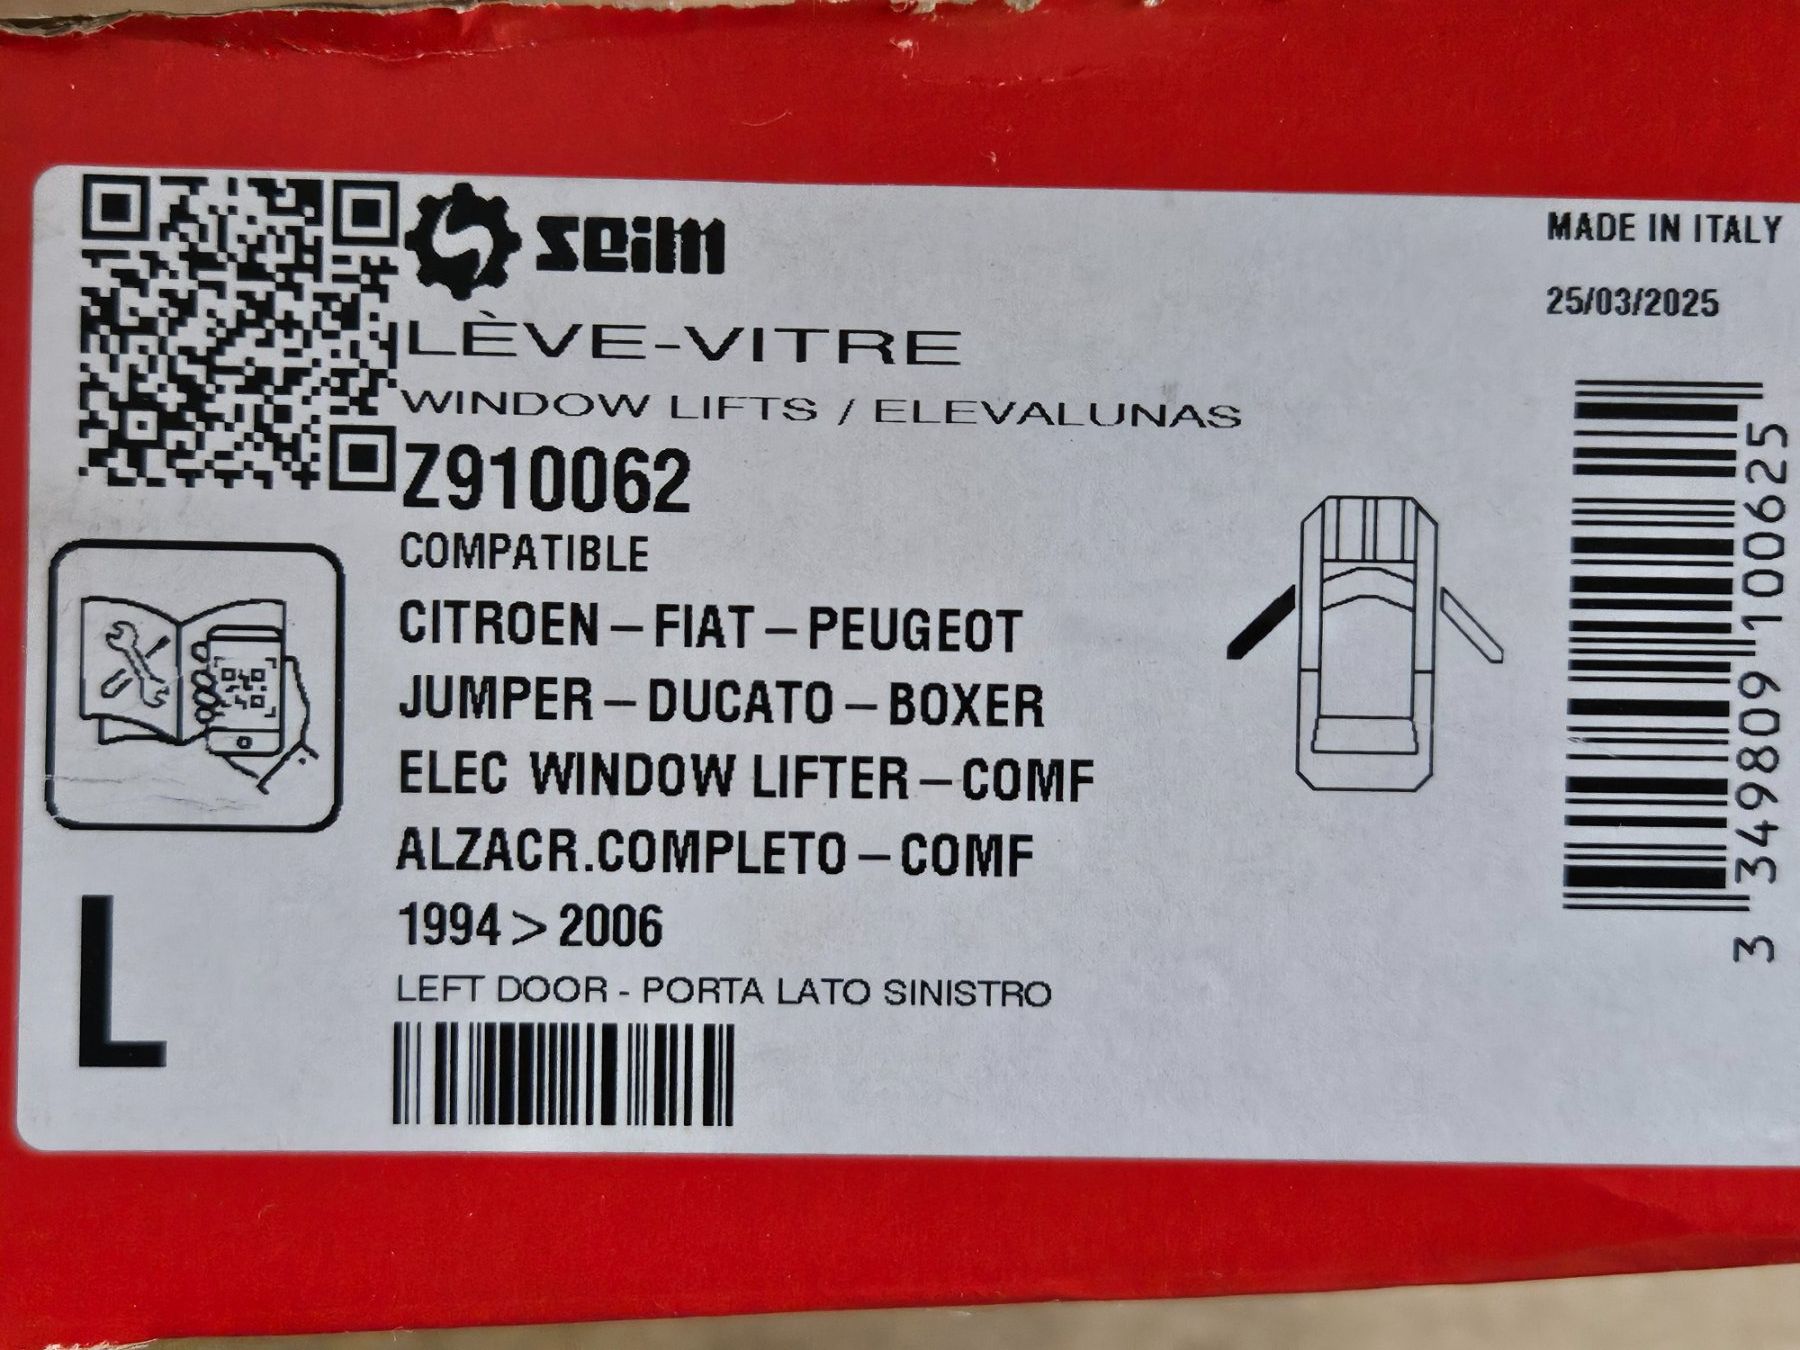 seim
MADE IN ITALY
25/03/2025
LÈVE-VITRE
WINDOW LIFTS / ELEVALUNAS
Z910062
COMPATIBLE
CITROEN – FIAT – PEUGEOT
JUMPER – DUCATO – BOXER
ELEC WINDOW LIFTER – COMF
ALZACR.COMPLETO – COMF
1994 > 2006
LEFT DOOR - PORTA LATO SINISTRO
L
3 349809 100625